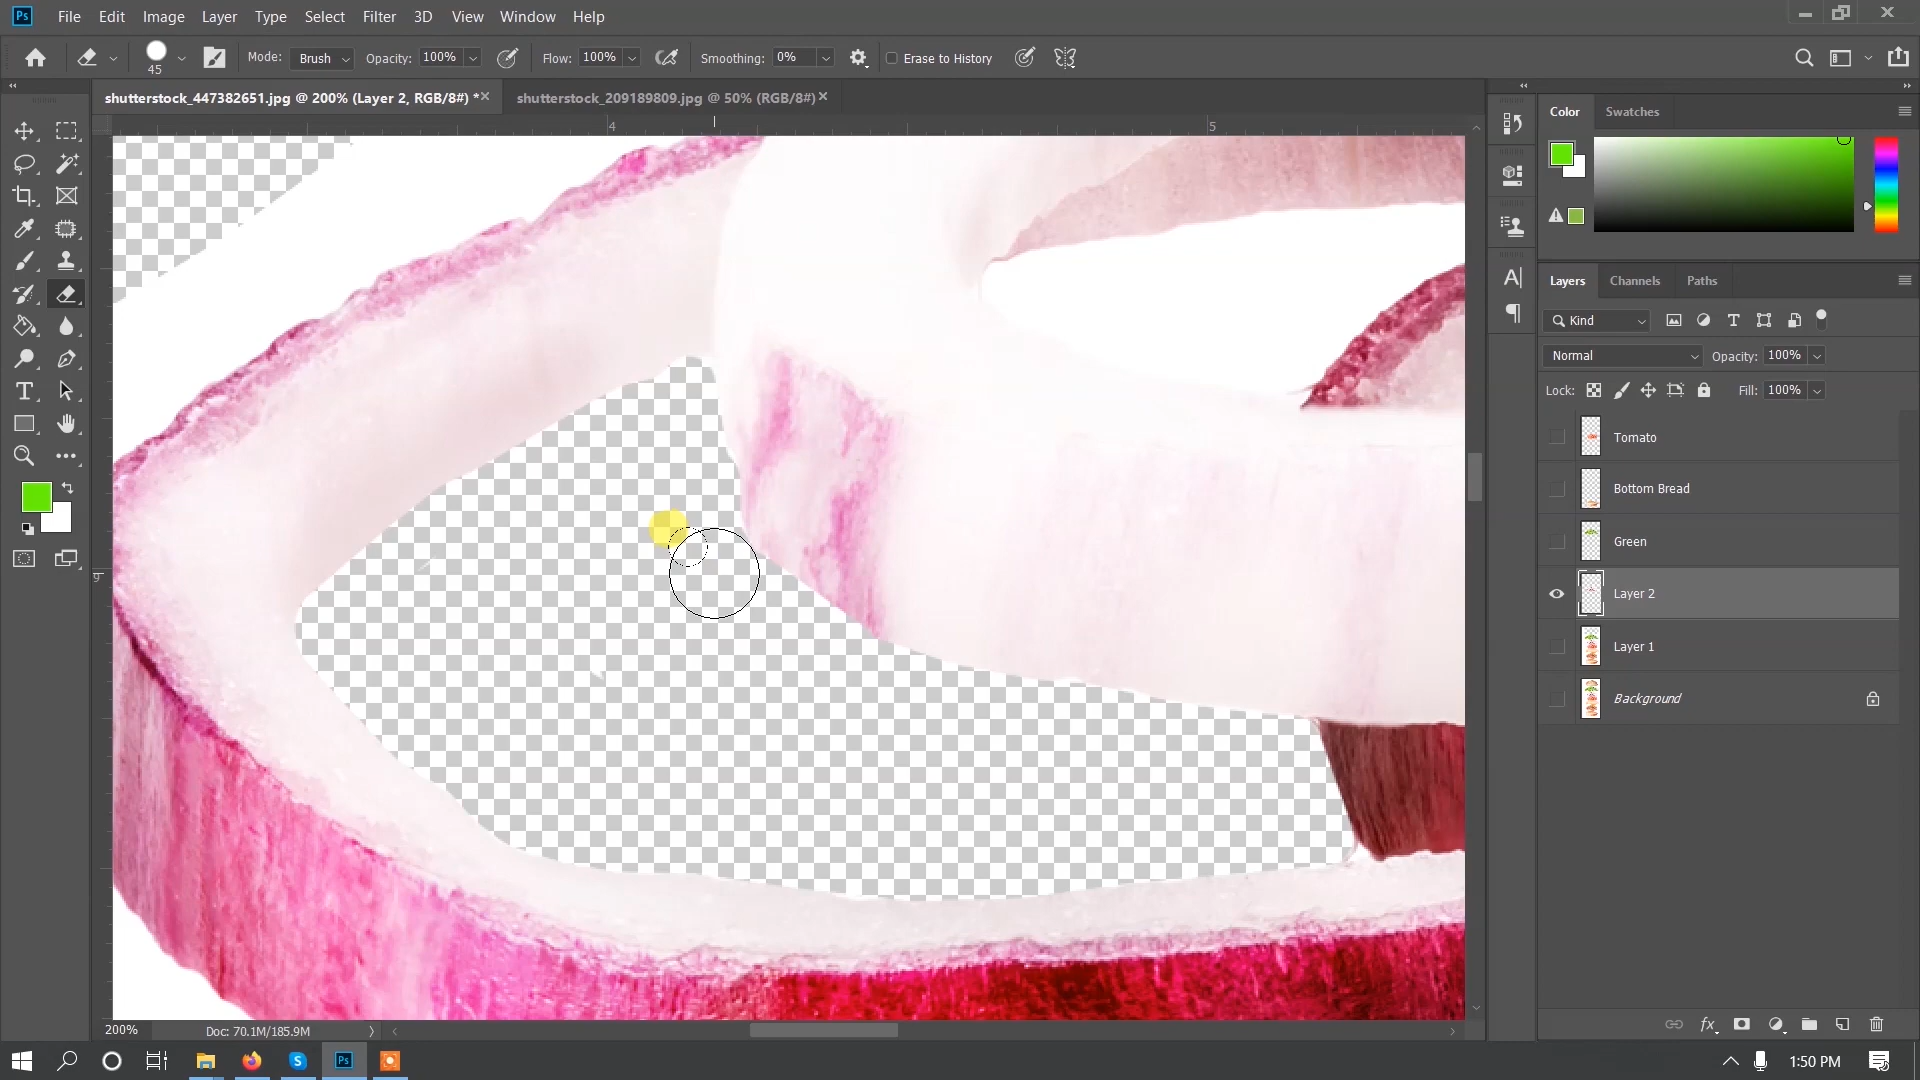 Ps File Edit Image Layer Type Select Filter 3D View Window Help
45 Mode: Brush Opacity: 100% Flow: 100% Smoothing: 0% Erase to History
shutterstock_447382651.jpg @ 200% (Layer 2, RGB/8#) * shutterstock_209189809.jpg @ 50% (RGB/8#)
4 5
9
Color Swatches
Layers Channels Paths
Kind
Normal Opacity: 100%
Lock: Fill: 100%
Tomato
Bottom Bread
Green
Layer 2
Layer 1
Background
200% Doc: 70.1M/185.9M
Ps 1:50 PM